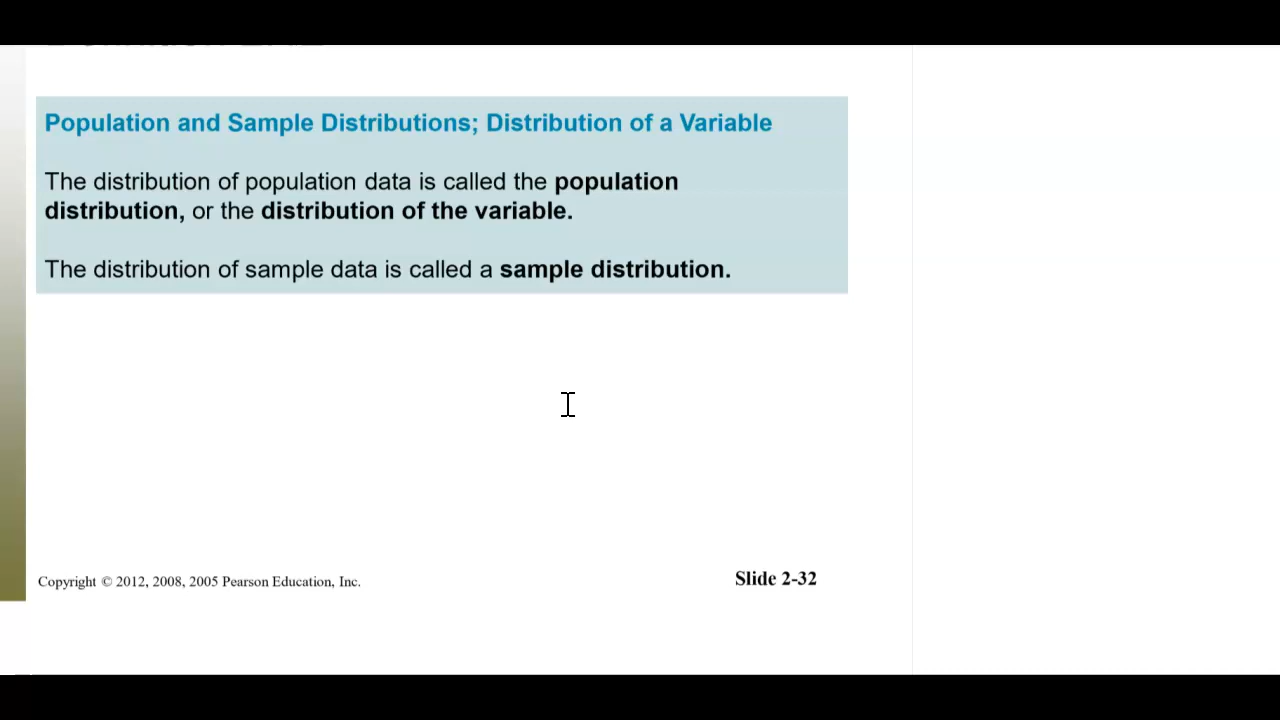 Population and Sample Distributions; Distribution of a Variable
The distribution of population data is called the population
distribution, or the distribution of the variable.
The distribution of sample data is called a sample distribution.
Copyright © 2012, 2008, 2005 Pearson Education, Inc.
Slide 2-32